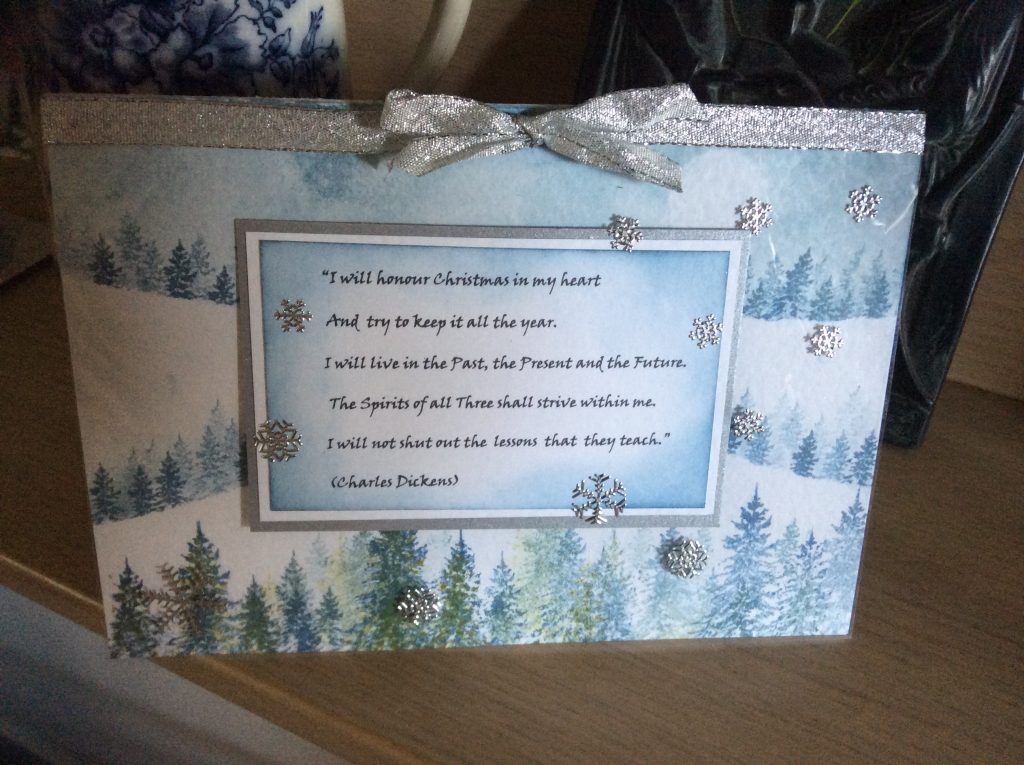 “I will honour Christmas in my heart
And try to keep it all the year.
I will live in the Past, the Present and the Future.
The Spirits of all Three shall strive within me.
I will not shut out the lessons that they teach.”
(Charles Dickens)